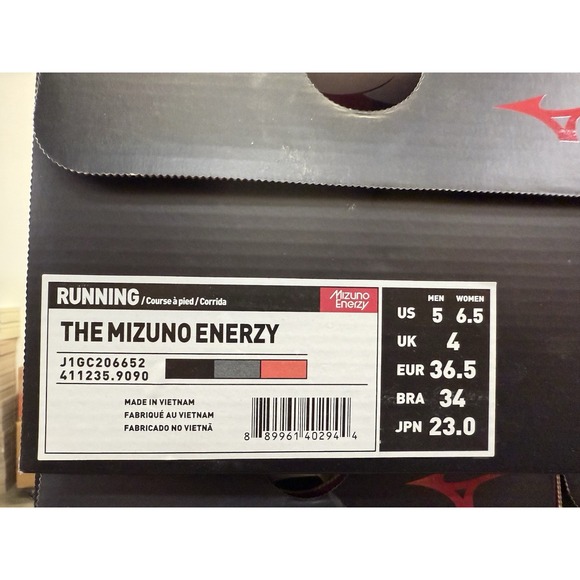 RUNNING / Course à pied / Corrida
Mizuno
Enerzy
THE MIZUNO ENERZY
J1GC206652
411235.9090
MADE IN VIETNAM
FABRIQUÉ AU VIETNAM
FABRICADO NO VIETNÃ
8 89961 40294 4
MEN WOMEN
US 5 6.5
UK 4
EUR 36.5
BRA 34
JPN 23.0